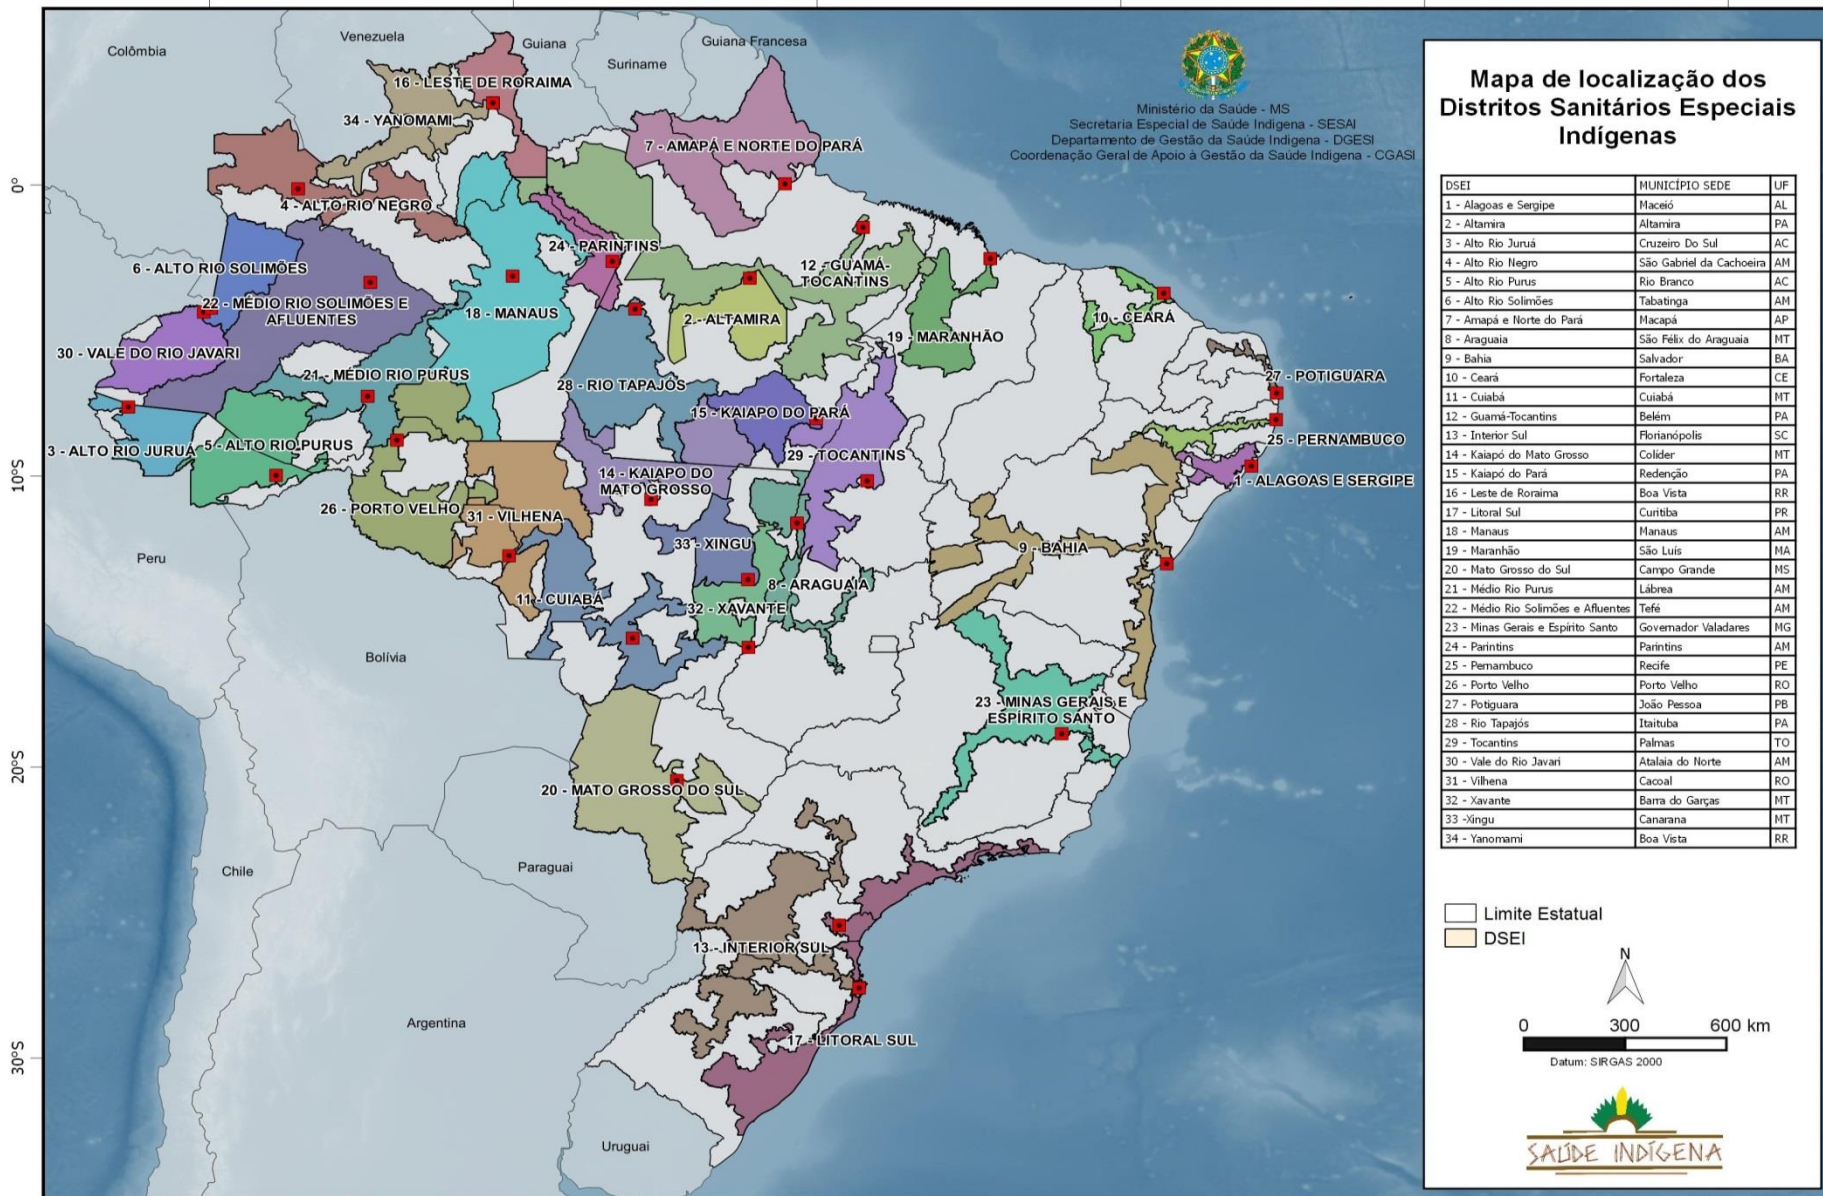 Colômbia
Venezuela
Guiana
Suriname
Guiana Francesa
Peru
Bolívia
Chile
Paraguai
Argentina
Uruguai
0°
10°S
20°S
30°S
16 - LESTE DE RORAIMA
34 - YANOMAMI
7 - AMAPÁ E NORTE DO PARÁ
4 - ALTO RIO NEGRO
24 - PARINTINS
6 - ALTO RIO SOLIMÕES
12 - GUAMÁ-
TOCANTINS
22 - MÉDIO RIO SOLIMÕES E
AFLUENTES
18 - MANAUS
2 - ALTAMIRA
10 - CEARÁ
19 - MARANHÃO
30 - VALE DO RIO JAVARI
21 - MÉDIO RIO PURUS
28 - RIO TAPAJÓS
27 - POTIGUARA
15 - KAIAPO DO PARÁ
5 - ALTO RIO PURUS
3 - ALTO RIO JURUÁ
25 - PERNAMBUCO
29 - TOCANTINS
14 - KAIAPO DO
MATO GROSSO
1 - ALAGOAS E SERGIPE
26 - PORTO VELHO
31 - VILHENA
33 - XINGU
9 - BAHIA
8 - ARAGUAIA
11 - CUIABÁ
32 - XAVANTE
23 - MINAS GERAIS E
ESPÍRITO SANTO
20 - MATO GROSSO DO SUL
13 - INTERIOR SUL
17 - LITORAL SUL
Ministério da Saúde - MS
Secretaria Especial de Saúde Indigena - SESAI
Departamento de Gestão da Saúde Indigena - DGESI
Coordenação Geral de Apoio à Gestão da Saúde Indigena - CGASI
Mapa de localização dos
Distritos Sanitários Especiais
Indígenas
DSEI MUNICÍPIO SEDE UF
1 - Alagoas e Sergipe Maceió AL
2 - Altamira Altamira PA
3 - Alto Rio Juruá Cruzeiro Do Sul AC
4 - Alto Rio Negro São Gabriel da Cachoeira AM
5 - Alto Rio Purus Rio Branco AC
6 - Alto Rio Solimões Tabatinga AM
7 - Amapá e Norte do Pará Macapá AP
8 - Araguaia São Félix do Araguaia MT
9 - Bahia Salvador BA
10 - Ceará Fortaleza CE
11 - Cuiabá Cuiabá MT
12 - Guamá-Tocantins Belém PA
13 - Interior Sul Florianópolis SC
14 - Kaiapó do Mato Grosso Colíder MT
15 - Kaiapó do Pará Redenção PA
16 - Leste de Roraima Boa Vista RR
17 - Litoral Sul Curitiba PR
18 - Manaus Manaus AM
19 - Maranhão São Luís MA
20 - Mato Grosso do Sul Campo Grande MS
21 - Médio Rio Purus Lábrea AM
22 - Médio Rio Solimões e Afluentes Tefé AM
23 - Minas Gerais e Espírito Santo Governador Valadares MG
24 - Parintins Parintins AM
25 - Pernambuco Recife PE
26 - Porto Velho Porto Velho RO
27 - Potiguara João Pessoa PB
28 - Rio Tapajós Itaituba PA
29 - Tocantins Palmas TO
30 - Vale do Rio Javari Atalaia do Norte AM
31 - Vilhena Cacoal RO
32 - Xavante Barra do Garças MT
33 -Xingu Canarana MT
34 - Yanomami Boa Vista RR
Limite Estatual
DSEI
N
0 300 600 km
Datum: SIRGAS 2000
SAÚDE INDÍGENA